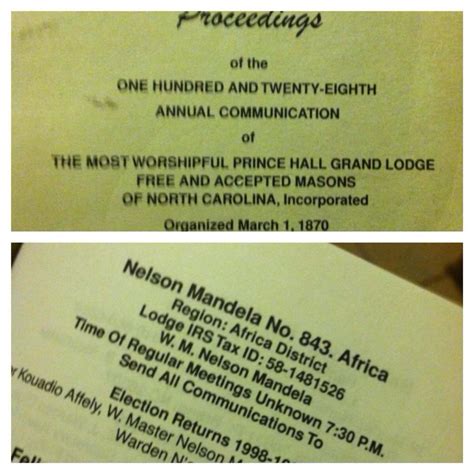 Proceedings
of the
ONE HUNDRED AND TWENTY-EIGHTH
ANNUAL COMMUNICATION
of
THE MOST WORSHIPFUL PRINCE HALL GRAND LODGE
FREE AND ACCEPTED MASONS
OF NORTH CAROLINA, Incorporated
Organized March 1, 1870
Nelson Mandela No. 843. Africa
Region: Africa District
Lodge IRS Tax ID: 58-1481526
W. M. Nelson Mandela
Time Of Regular Meetings Unknown 7:30 P.M.
Send All Communications To
Election Returns 1998-
Kouadio Affely, W. Master Nelson
Warden